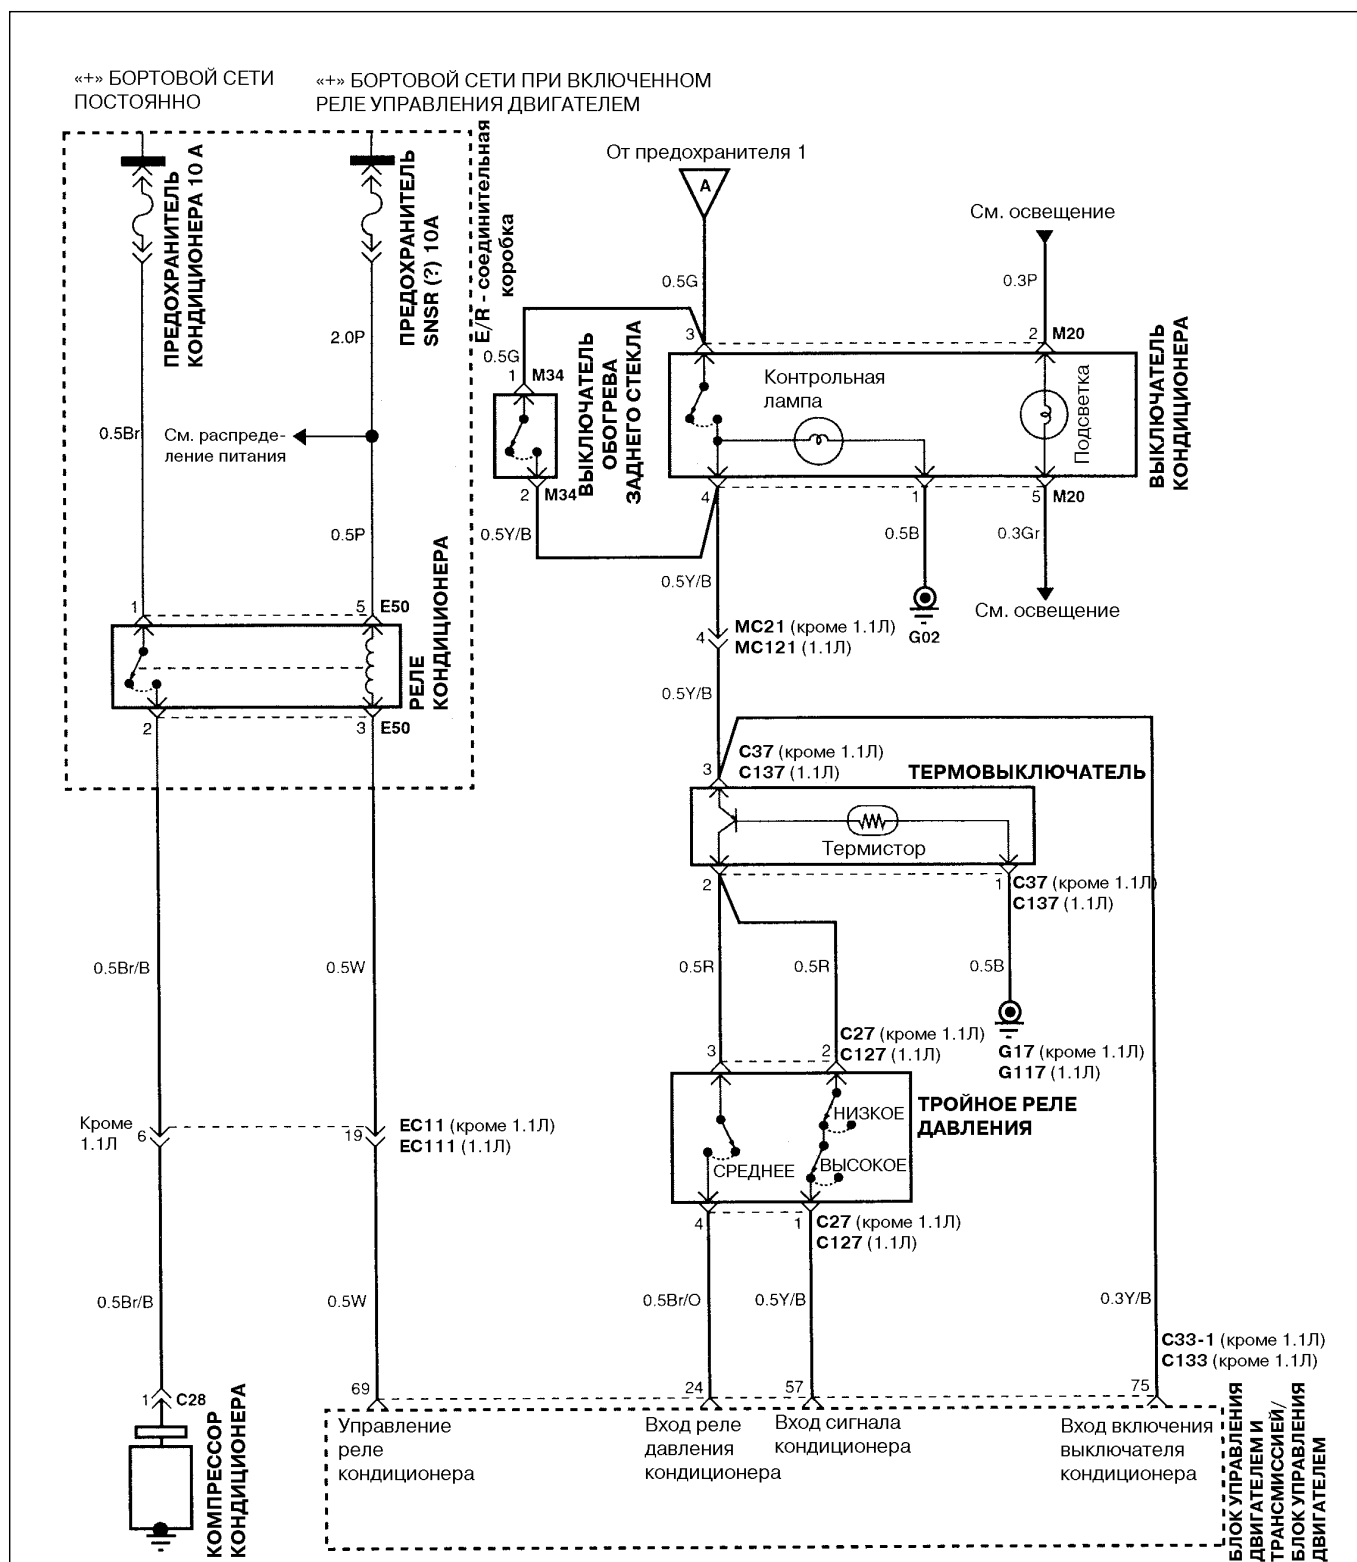 «+» БОРТОВОЙ СЕТИ
ПОСТОЯННО
«+» БОРТОВОЙ СЕТИ ПРИ ВКЛЮЧЕННОМ
РЕЛЕ УПРАВЛЕНИЯ ДВИГАТЕЛЕМ
ПРЕДОХРАНИТЕЛЬ
КОНДИЦИОНЕРА 10 А
ПРЕДОХРАНИТЕЛЬ
SNSR (?) 10А
E/R - соединительная
коробка
От предохранителя 1
A
См. освещение
0.5G
0.3P
2.0P
0.5G
3
2
M20
1
M34
ВЫКЛЮЧАТЕЛЬ
ОБОГРЕВА
ЗАДНЕГО СТЕКЛА
Контрольная
лампа
Подсветка
ВЫКЛЮЧАТЕЛЬ
КОНДИЦИОНЕРА
0.5Br
См. распреде-
ление питания
2
M34
4
1
5
M20
0.5P
0.5Y/B
0.5B
0.3Gr
0.5Y/B
См. освещение
G02
1
5
E50
РЕЛЕ
КОНДИЦИОНЕРА
4
MC21 (кроме 1.1Л)
MC121 (1.1Л)
0.5Y/B
2
3
E50
C37 (кроме 1.1Л)
C137 (1.1Л)
3
ТЕРМОВЫКЛЮЧАТЕЛЬ
Термистор
2
1
C37 (кроме 1.1Л)
C137 (1.1Л)
0.5Br/B
0.5W
0.5R
0.5R
0.5B
C27 (кроме 1.1Л)
C127 (1.1Л)
3
2
G17 (кроме 1.1Л)
G117 (1.1Л)
ТРОЙНОЕ РЕЛЕ
ДАВЛЕНИЯ
НИЗКОЕ
СРЕДНЕЕ
ВЫСОКОЕ
Кроме
1.1Л
6
19
EC11 (кроме 1.1Л)
EC111 (1.1Л)
4
1
C27 (кроме 1.1Л)
C127 (1.1Л)
0.5Br/B
0.5W
0.5Br/O
0.5Y/B
0.3Y/B
C33-1 (кроме 1.1Л)
C133 (кроме 1.1Л)
1
C28
69
24
57
75
КОМПРЕССОР
КОНДИЦИОНЕРА
Управление
реле
кондиционера
Вход реле
давления
кондиционера
Вход сигнала
кондиционера
Вход включения
выключателя
кондиционера
БЛОК УПРАВЛЕНИЯ
ДВИГАТЕЛЕМ И
ТРАНСМИССИЕЙ/
БЛОК УПРАВЛЕНИЯ
ДВИГАТЕЛЕМ